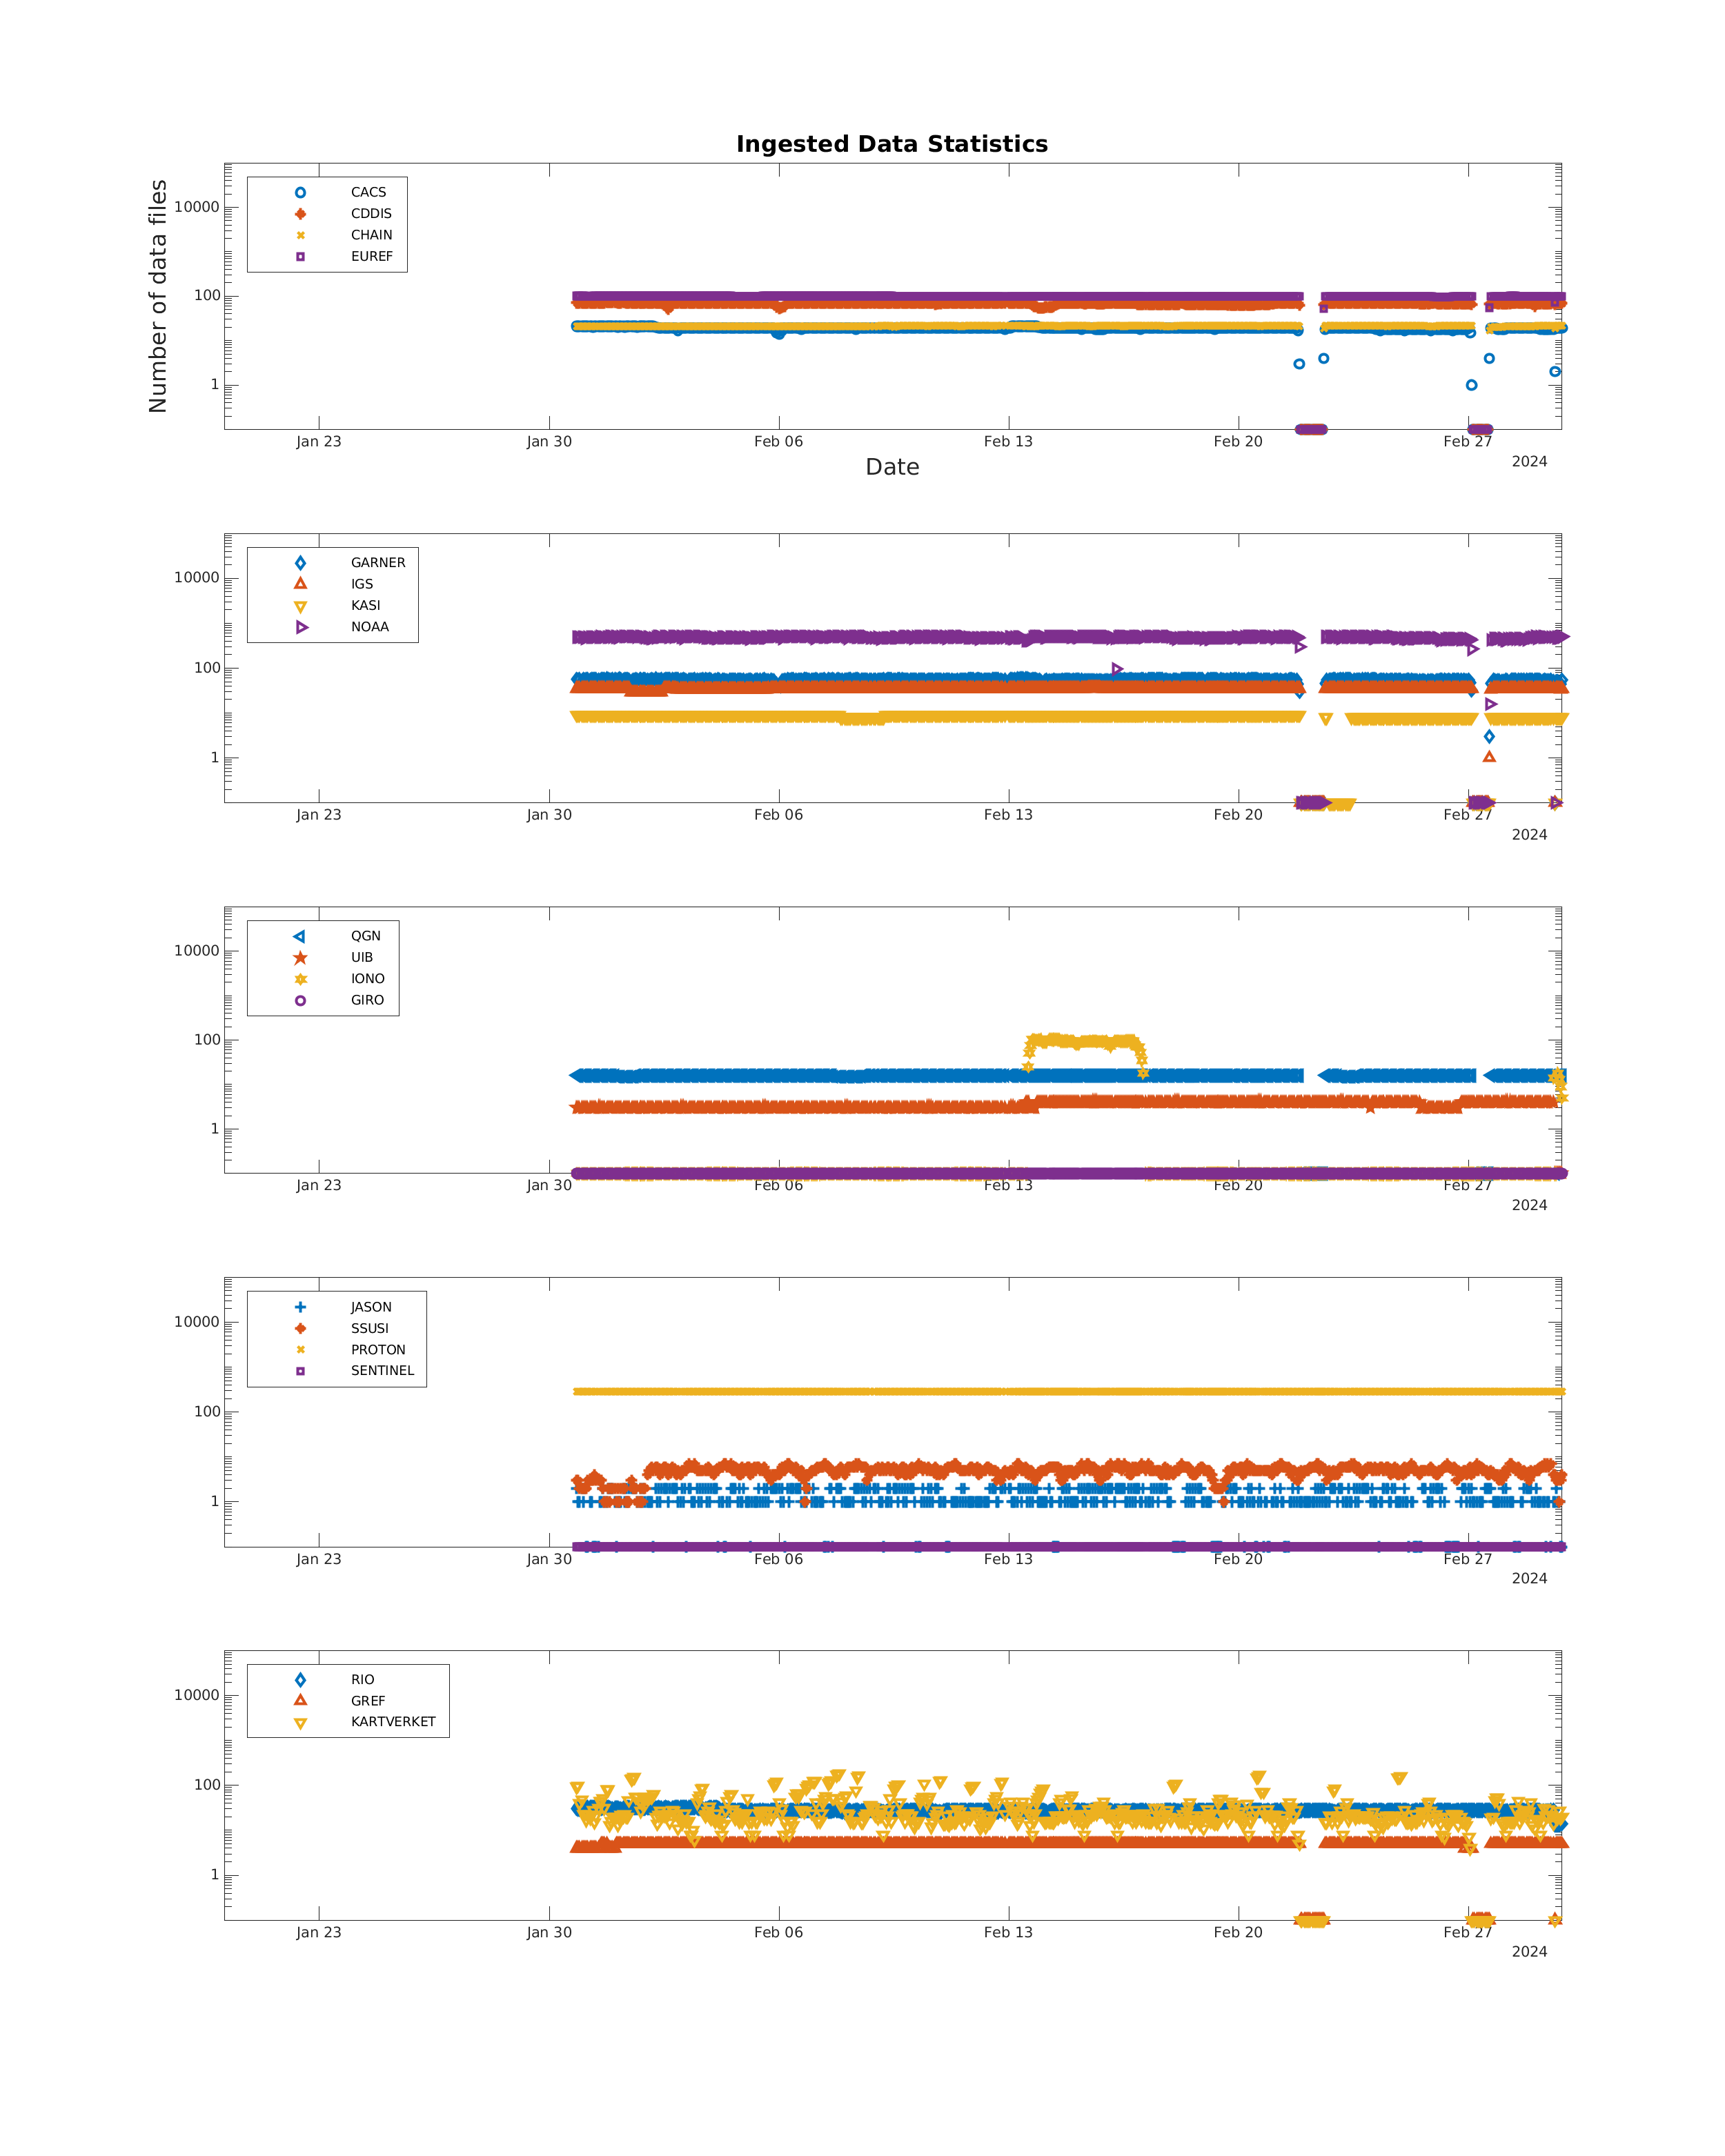 Ingested Data Statistics
Number of data files
CACS
CDDIS
CHAIN
EUREF
10000
100
1
Jan 23 Jan 30 Feb 06 Feb 13 Feb 20 Feb 27
2024
Date
GARNER
IGS
KASI
NOAA
10000
100
1
Jan 23 Jan 30 Feb 06 Feb 13 Feb 20 Feb 27
2024
QGN
UIB
IONO
GIRO
10000
100
1
Jan 23 Jan 30 Feb 06 Feb 13 Feb 20 Feb 27
2024
JASON
SSUSI
PROTON
SENTINEL
10000
100
1
Jan 23 Jan 30 Feb 06 Feb 13 Feb 20 Feb 27
2024
RIO
GREF
KARTVERKET
10000
100
1
Jan 23 Jan 30 Feb 06 Feb 13 Feb 20 Feb 27
2024